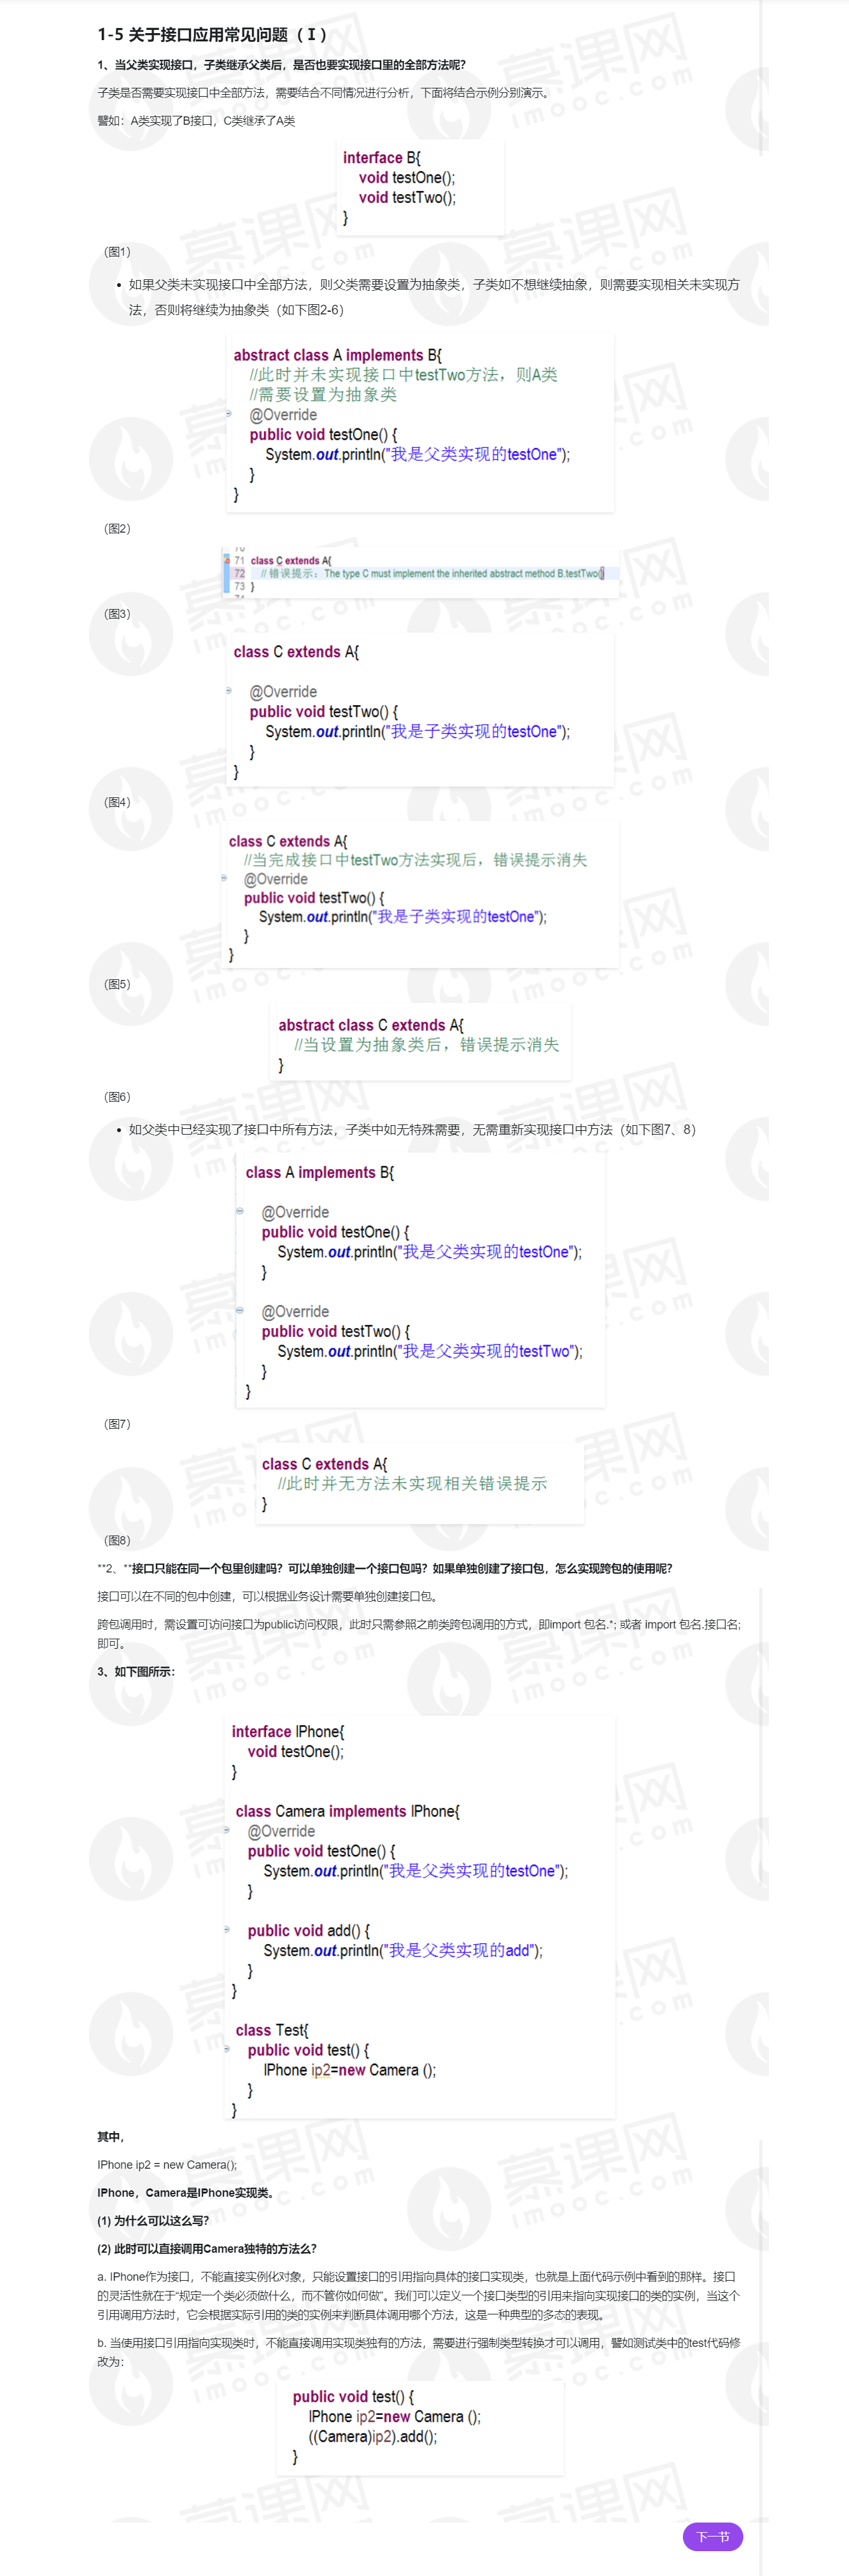 1-5 关于接口应用常见问题（Ⅰ）
1、当父类实现接口，子类继承父类后，是否也要实现接口里的全部方法呢？
子类是否需要实现接口中全部方法，需要结合不同情况进行分析，下面将结合示例分别演示。
譬如：A类实现了B接口，C类继承了A类
interface B{
void testOne();
void testTwo();
}
（图1）
• 如果父类未实现接口中全部方法，则父类需要设置为抽象类，子类如不想继续抽象，则需要实现相关未实现方
法，否则将继续为抽象类（如下图2-6）
abstract class A implements B{
//此时并未实现接口中testTwo方法，则A类
//需要设置为抽象类
@Override
public void testOne() {
System.out.println("我是父类实现的testOne");
}
}
（图2）
71 class C extends A{
72 // 错误提示：The type C must implement the inherited abstract method B.testTwo()
73 }
（图3）
class C extends A{
@Override
public void testTwo() {
System.out.println("我是子类实现的testOne");
}
}
（图4）
class C extends A{
//当完成接口中testTwo方法实现后，错误提示消失
@Override
public void testTwo() {
System.out.println("我是子类实现的testOne");
}
}
（图5）
abstract class C extends A{
//当设置为抽象类后，错误提示消失
}
（图6）
• 如父类中已经实现了接口中所有方法，子类中如无特殊需要，无需重新实现接口中方法（如下图7、8）
class A implements B{
@Override
public void testOne() {
System.out.println("我是父类实现的testOne");
}
@Override
public void testTwo() {
System.out.println("我是父类实现的testTwo");
}
}
（图7）
class C extends A{
//此时并无方法未实现相关错误提示
}
（图8）
**2、**接口只能在同一个包里创建吗？可以单独创建一个接口包吗？如果单独创建了接口包，怎么实现跨包的使用呢？
接口可以在不同的包中创建，可以根据业务设计需要单独创建接口包。
跨包调用时，需设置可访问接口为public访问权限，此时只需参照之前类跨包调用的方式，即import 包名.*; 或者 import 包名.接口名;
即可。
3、如下图所示：
interface IPhone{
void testOne();
}
class Camera implements IPhone{
@Override
public void testOne() {
System.out.println("我是父类实现的testOne");
}
public void add() {
System.out.println("我是父类实现的add");
}
}
class Test{
public void test() {
IPhone ip2=new Camera ();
}
}
其中，
IPhone ip2 = new Camera();
IPhone，Camera是IPhone实现类。
(1) 为什么可以这么写？
(2) 此时可以直接调用Camera独特的方法么？
a. IPhone作为接口，不能直接实例化对象，只能设置接口的引用指向具体的接口实现类，也就是上面代码示例中看到的那样。接口
的灵活性就在于“规定一个类必须做什么，而不管你如何做”。我们可以定义一个接口类型的引用来指向实现接口的类的实例，当这个
引用调用方法时，它会根据实际引用的类的实例来判断具体调用哪个方法，这是一种典型的多态的表现。
b. 当使用接口引用指向实现类时，不能直接调用实现类独有的方法，需要进行强制类型转换才可以调用，譬如测试类中的test代码修
改为：
public void test() {
IPhone ip2=new Camera ();
((Camera)ip2).add();
}
下一节